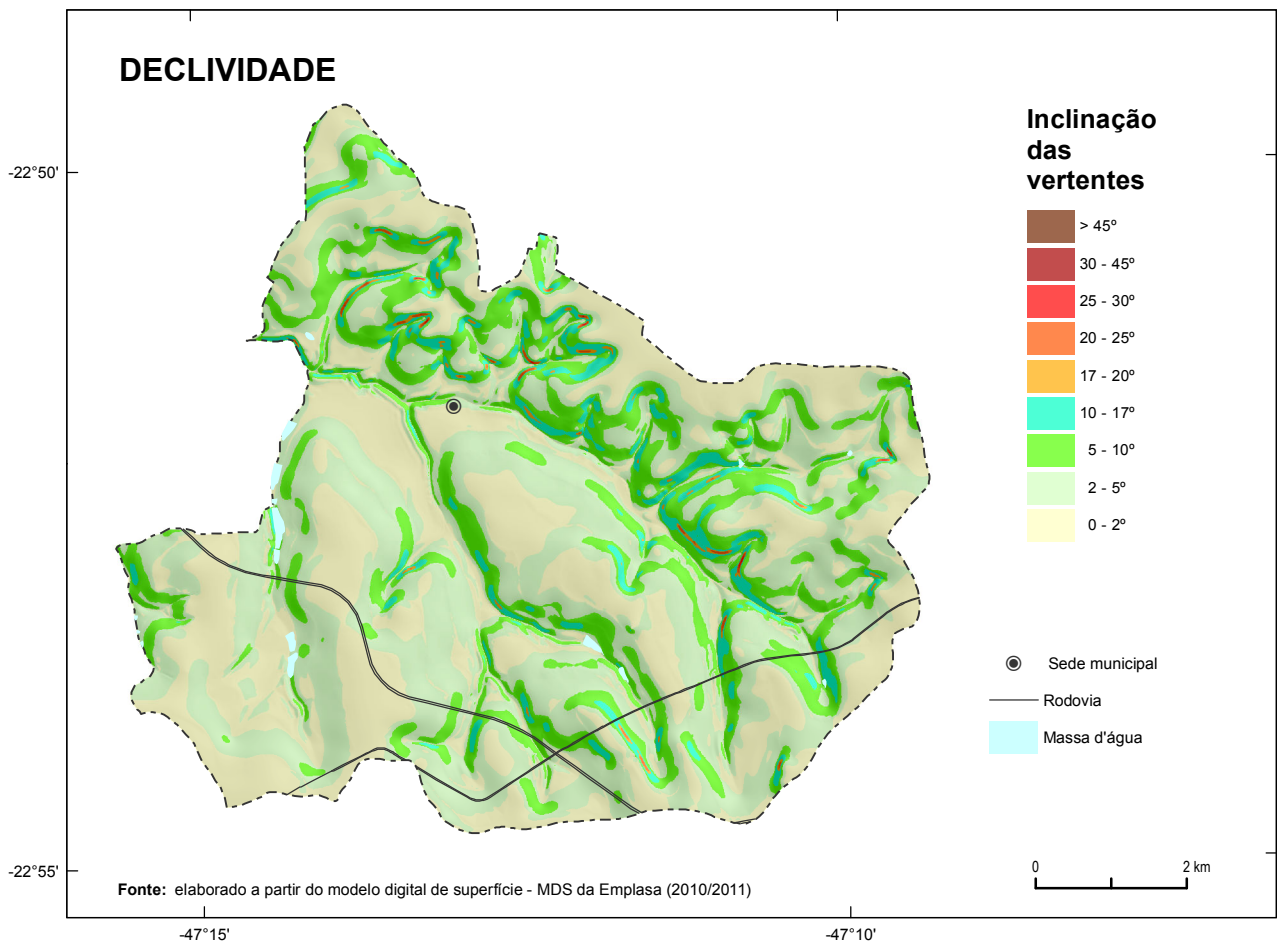 DECLIVIDADE
Inclinação
das
vertentes
> 45º
30 - 45º
25 - 30º
20 - 25º
17 - 20º
10 - 17º
5 - 10º
2 - 5º
0 - 2º
Sede municipal
Rodovia
Massa d'água
0 2 km
-22°50'
-22°55'
Fonte: elaborado a partir do modelo digital de superfície - MDS da Emplasa (2010/2011)
-47°15' -47°10'